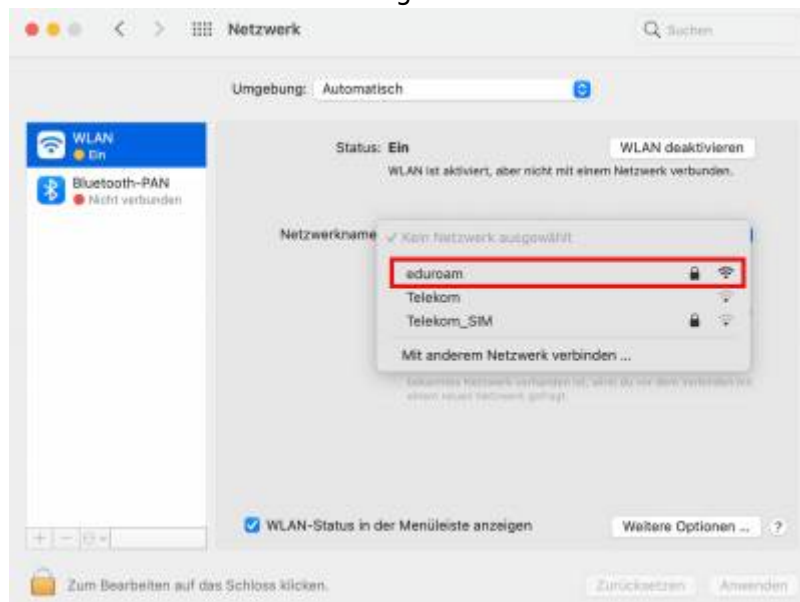 Netzwerk
Suchen
Umgebung: Automatisch
WLAN
Ein
Status: Ein
WLAN deaktivieren
WLAN ist aktiviert, aber nicht mit einem Netzwerk verbunden.
Bluetooth-PAN
Nicht verbunden
Netzwerkname
Kein Netzwerk ausgewählt
eduroam
Telekom
Telekom_SIM
Mit anderem Netzwerk verbinden ...
WLAN-Status in der Menüleiste anzeigen
Weitere Optionen ...
?
Zum Bearbeiten auf das Schloss klicken.
Zurücksetzen
Anwenden